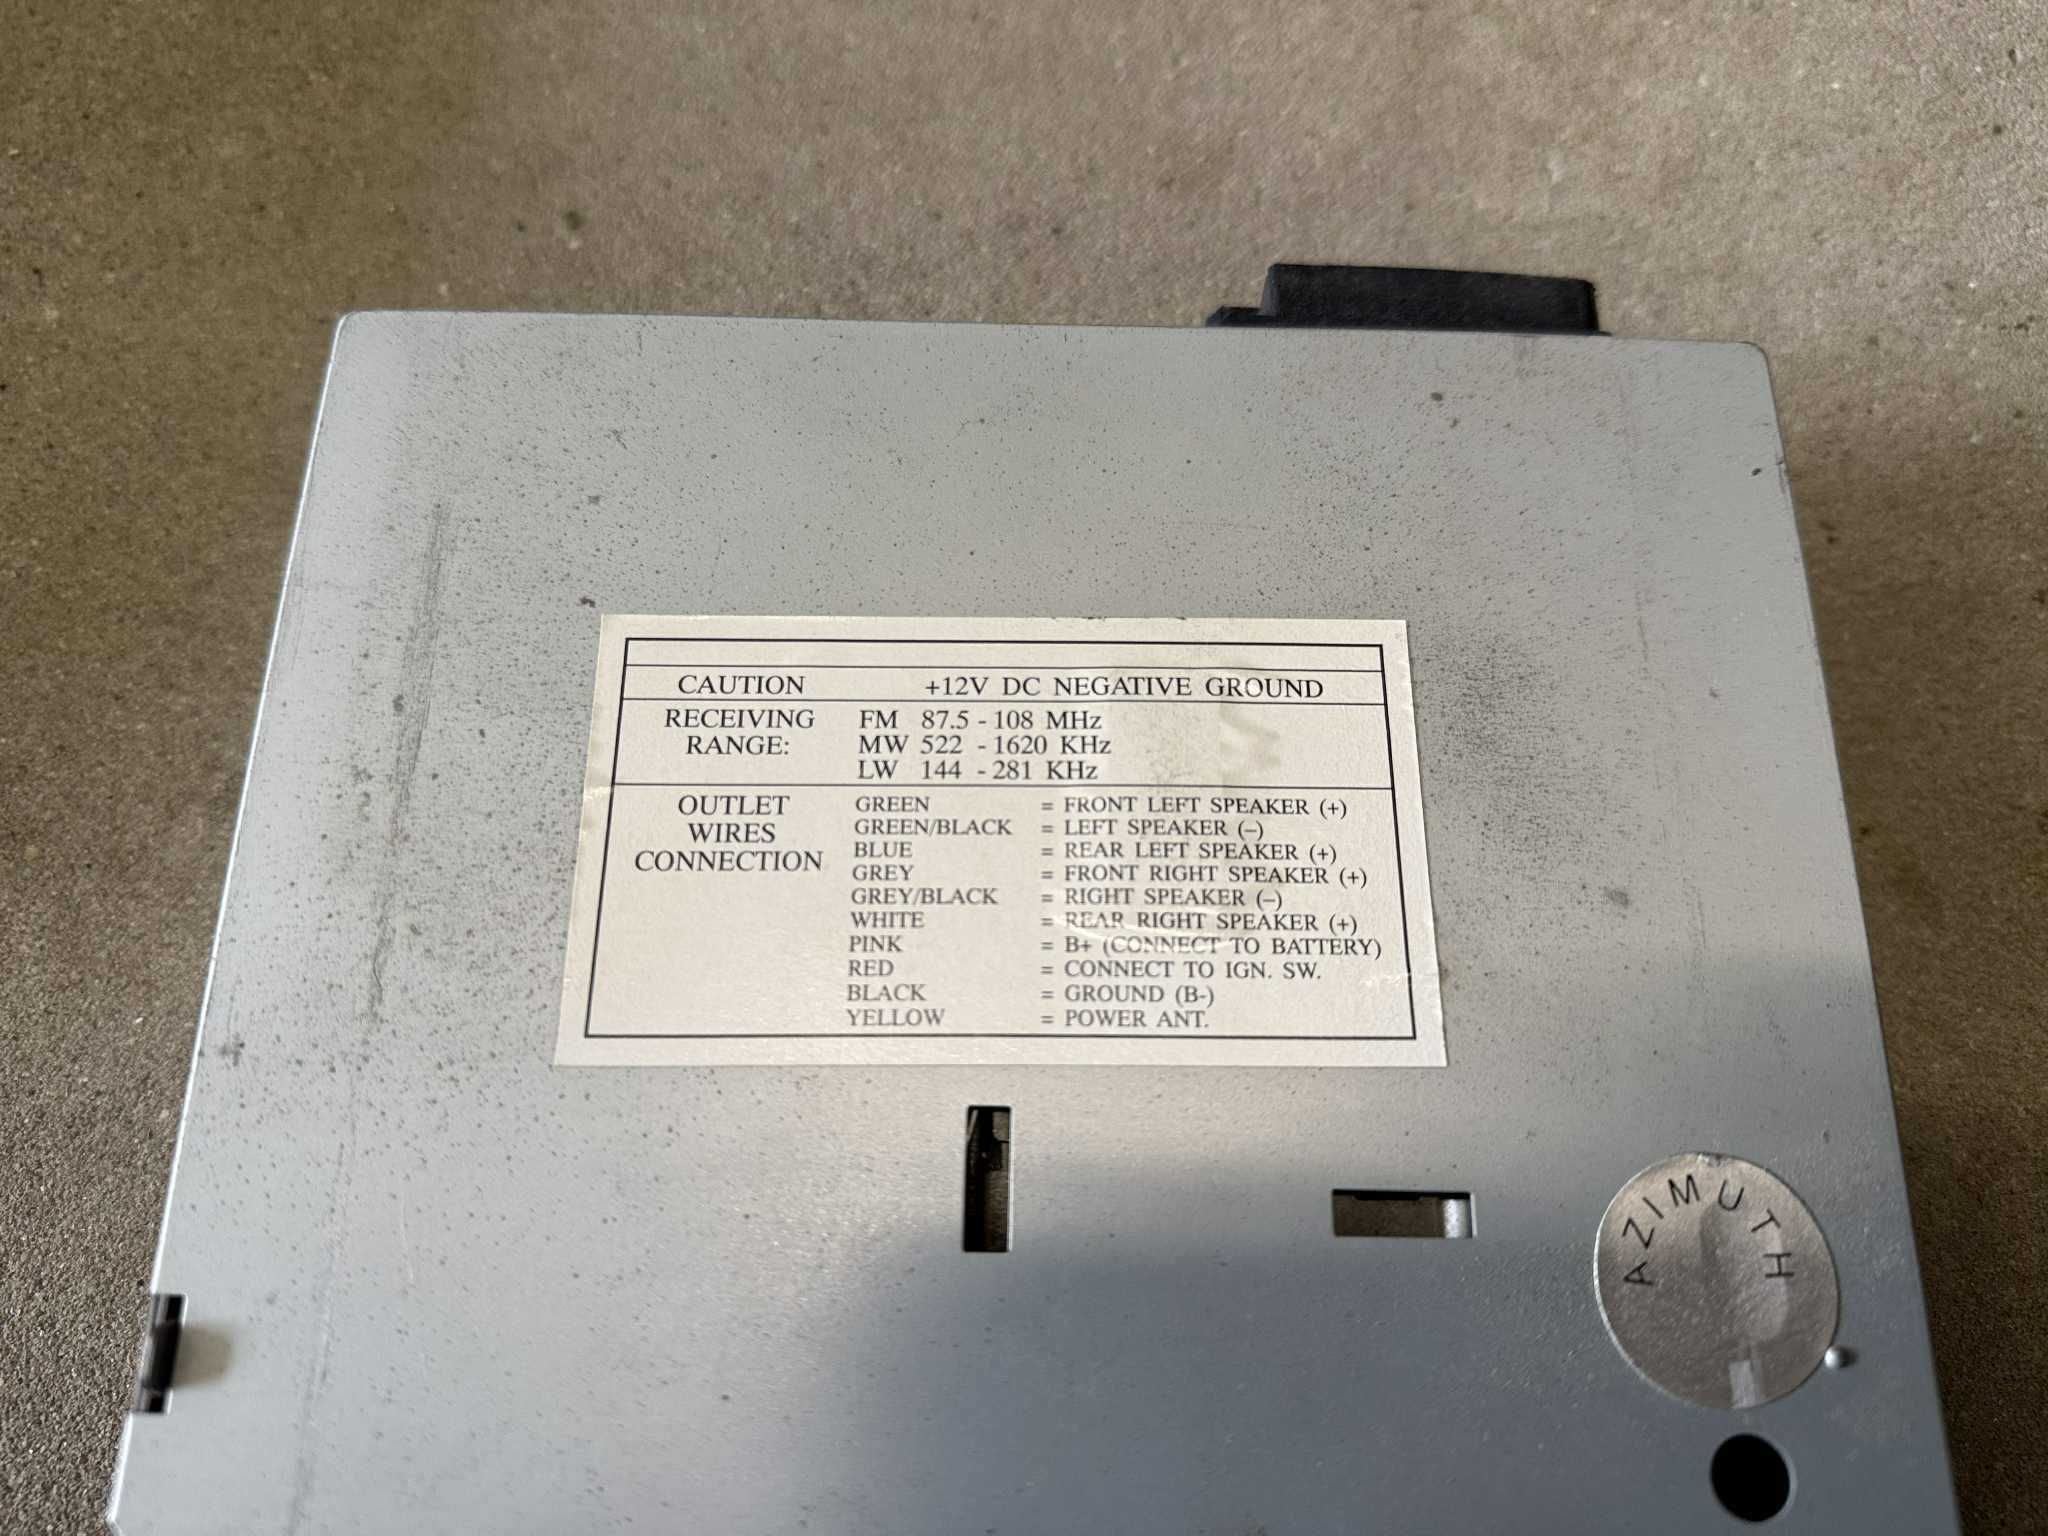 CAUTION +12V DC NEGATIVE GROUND
RECEIVING RANGE:
FM 87.5 - 108 MHz
MW 522 - 1620 KHz
LW 144 - 281 KHz
OUTLET WIRES CONNECTION
GREEN = FRONT LEFT SPEAKER (+)
GREEN/BLACK = LEFT SPEAKER (–)
BLUE = REAR LEFT SPEAKER (+)
GREY = FRONT RIGHT SPEAKER (+)
GREY/BLACK = RIGHT SPEAKER (–)
WHITE = REAR RIGHT SPEAKER (+)
PINK = B+ (CONNECT TO BATTERY)
RED = CONNECT TO IGN. SW.
BLACK = GROUND (B-)
YELLOW = POWER ANT.
AZIMUTH